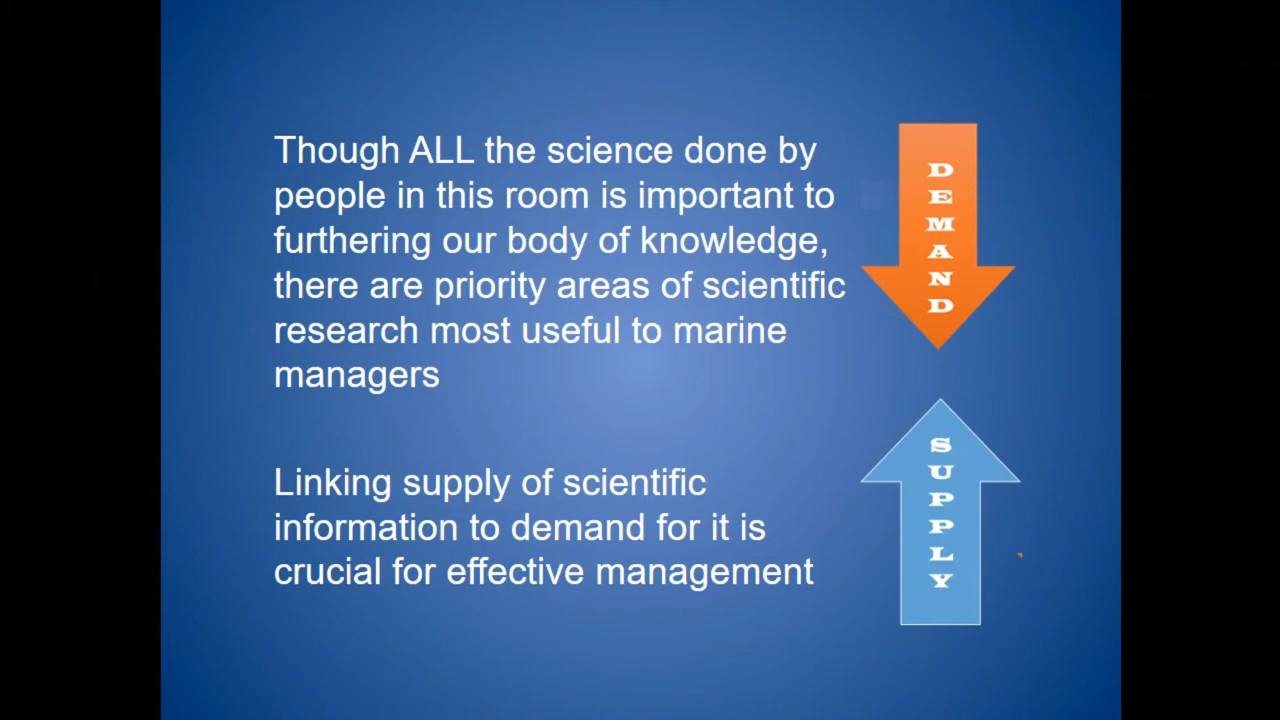 Though ALL the science done by
people in this room is important to
furthering our body of knowledge,
there are priority areas of scientific
research most useful to marine
managers
Linking supply of scientific
information to demand for it is
crucial for effective management
DEMAND
SUPPLY